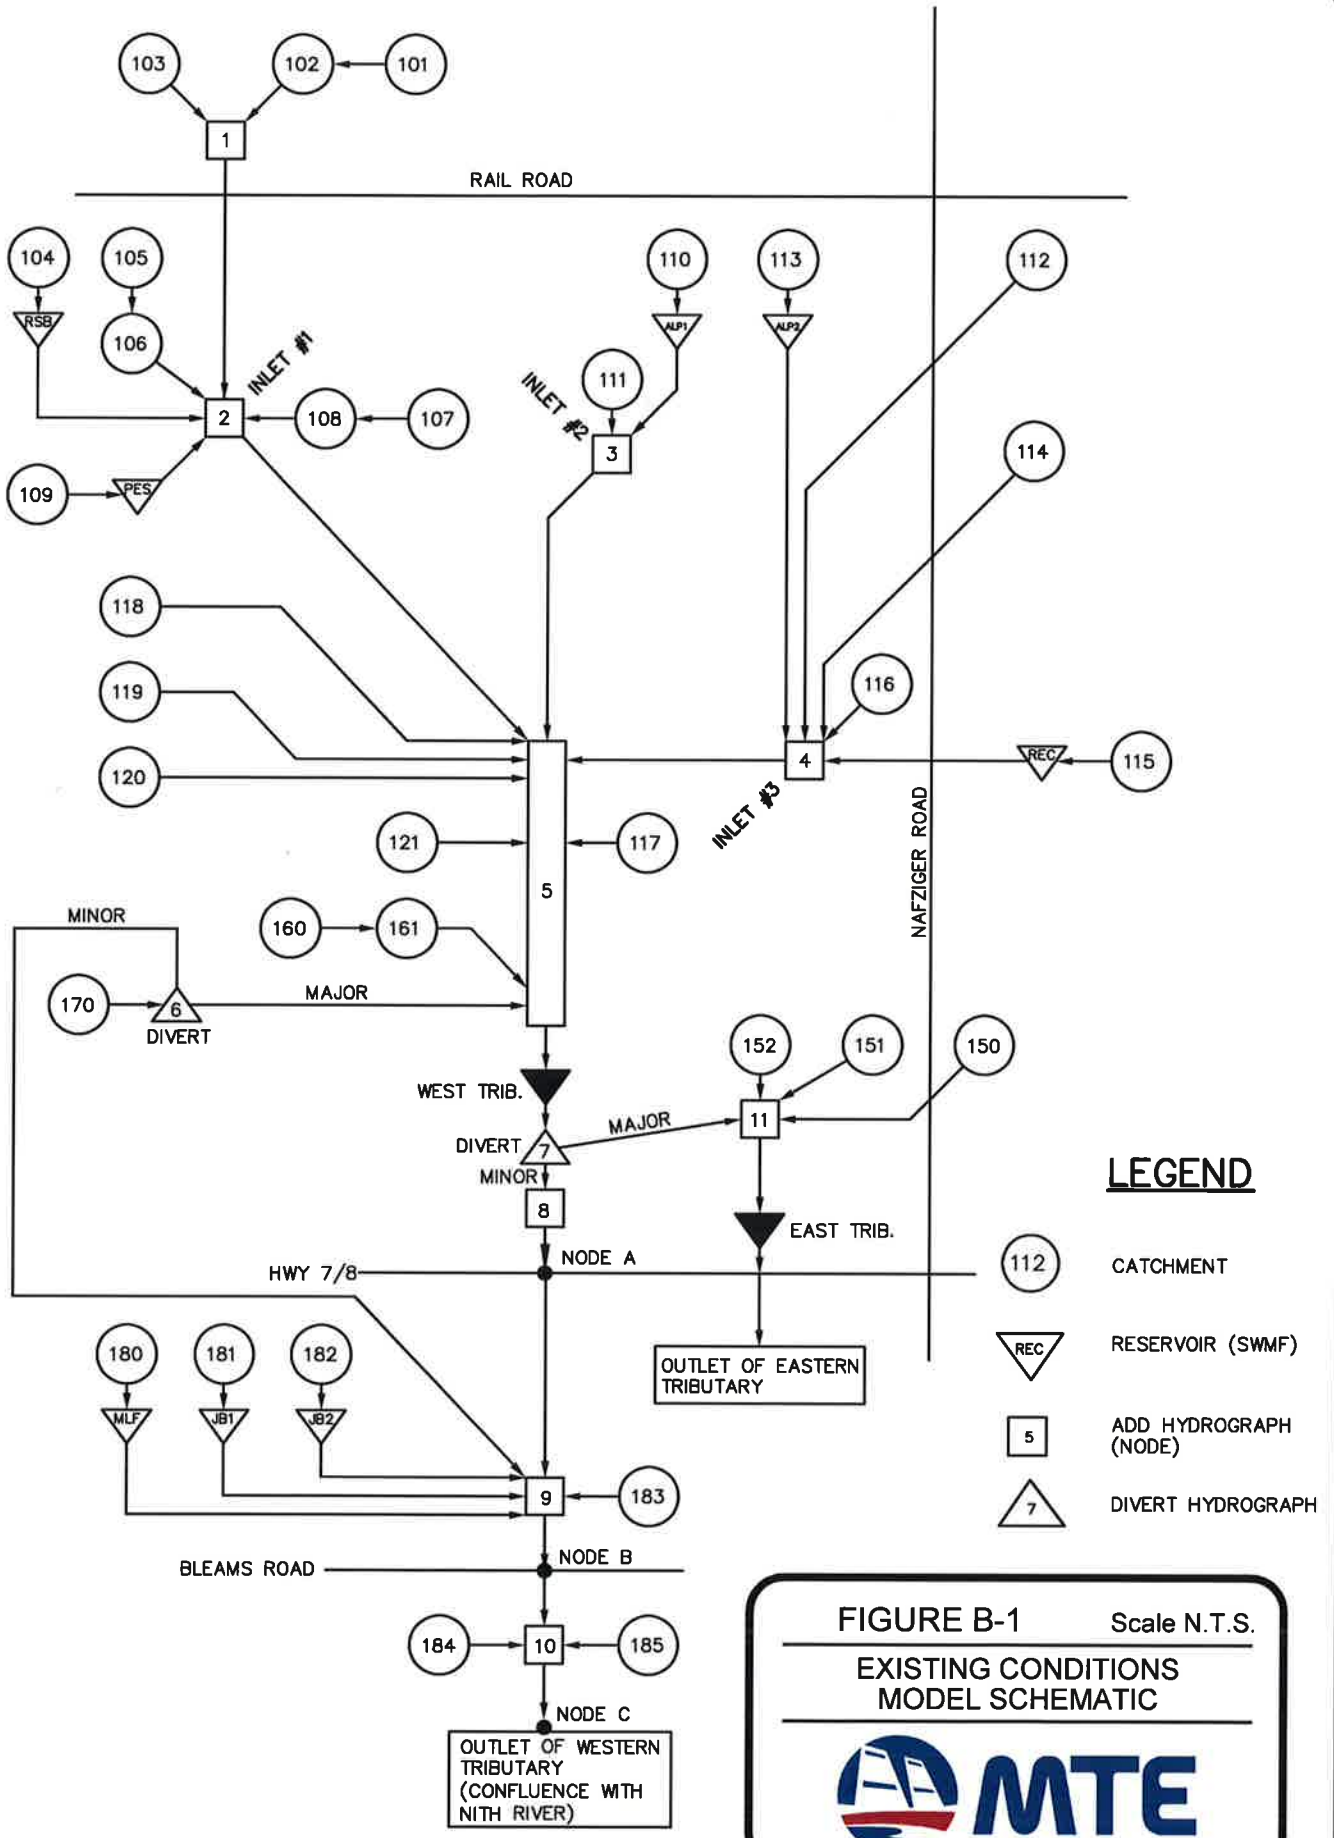 103
102
101
1
RAIL ROAD
104
105
110
113
112
RSB
106
INLET #1
ALP1
ALP2
111
INLET #2
2
108
107
3
114
109
PES
118
116
119
4
REC
115
120
INLET #3
NAFZIGER ROAD
121
117
5
MINOR
160
161
170
6
MAJOR
DIVERT
152
151
150
WEST TRIB.
DIVERT
7
MAJOR
11
MINOR
8
EAST TRIB.
NODE A
HWY 7/8
OUTLET OF EASTERN
TRIBUTARY
180
181
182
MLF
JB1
JB2
9
183
BLEAMS ROAD
NODE B
184
10
185
NODE C
OUTLET OF WESTERN
TRIBUTARY
(CONFLUENCE WITH
NITH RIVER)
LEGEND
112
CATCHMENT
REC
RESERVOIR (SWMF)
5
ADD HYDROGRAPH
(NODE)
7
DIVERT HYDROGRAPH
FIGURE B-1 Scale N.T.S.
EXISTING CONDITIONS
MODEL SCHEMATIC
MTE